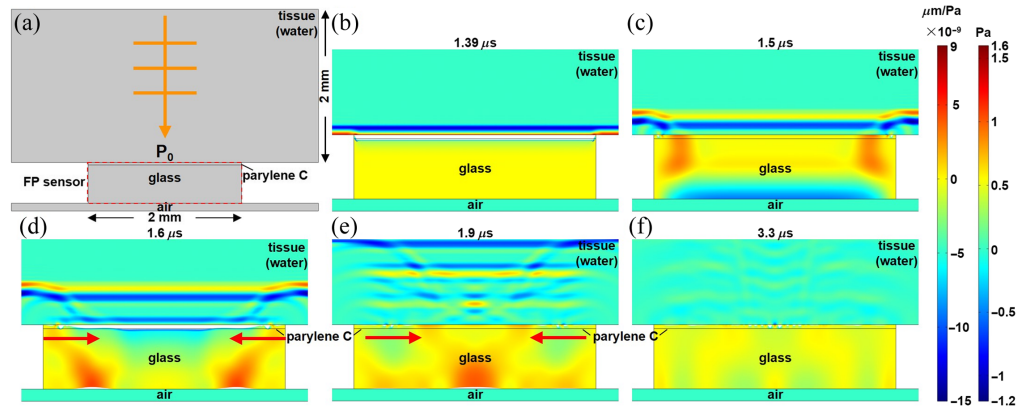 (a)
tissue
(water)
2 mm
P₀
FP sensor
glass
parylene C
air
2 mm
(b)
1.39 μs
tissue
(water)
glass
air
(c)
1.5 μs
tissue
(water)
glass
air
μm/Pa
×10⁻⁹
9
5
0
−5
−10
−15
Pa
1.6
1.5
1
0.5
0
−0.5
−1
−1.2
(d)
1.6 μs
tissue
(water)
parylene C
glass
air
(e)
1.9 μs
tissue
(water)
glass
air
(f)
3.3 μs
tissue
(water)
parylene C
glass
air